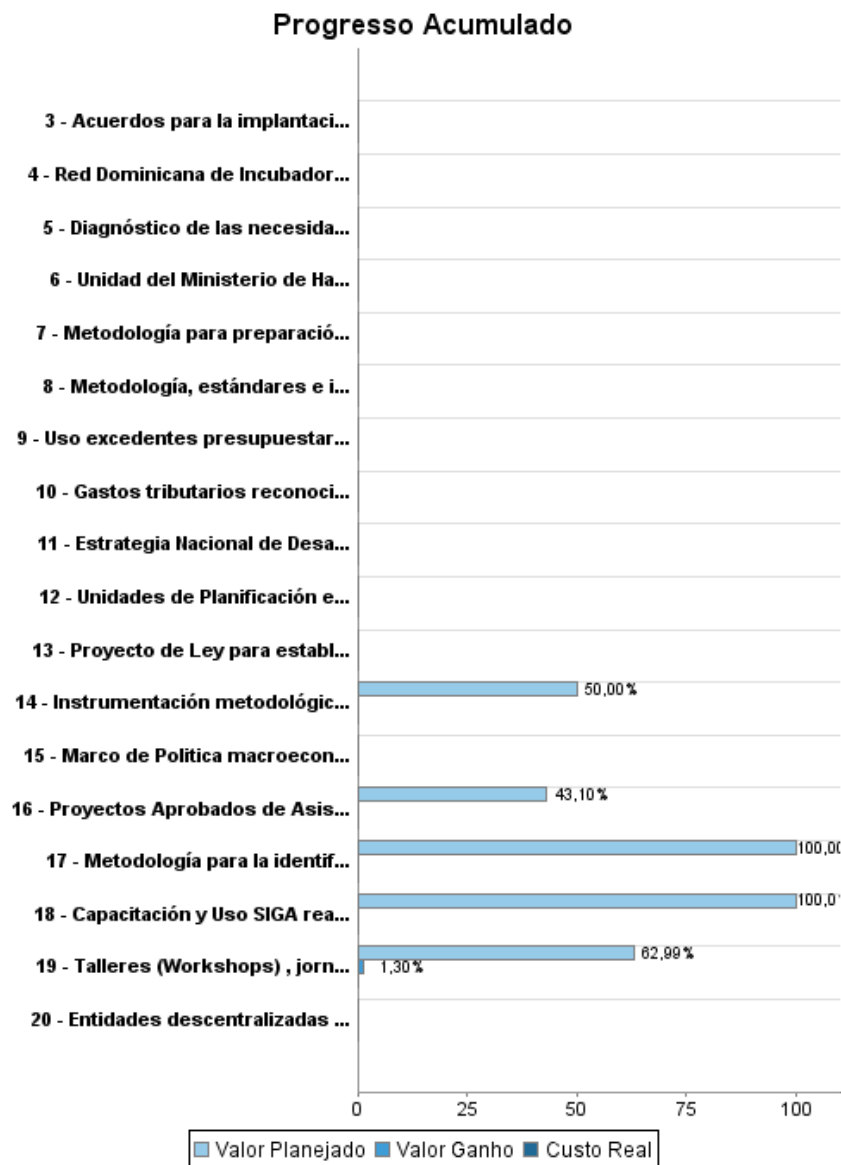 Progresso Acumulado
3 - Acuerdos para la implantaci...
4 - Red Dominicana de Incubador...
5 - Diagnóstico de las necesida...
6 - Unidad del Ministerio de Ha...
7 - Metodología para preparació...
8 - Metodología, estándares e i...
9 - Uso excedentes presupuestar...
10 - Gastos tributarios reconoci...
11 - Estrategia Nacional de Desa...
12 - Unidades de Planificación e...
13 - Proyecto de Ley para establ...
50,00%
14 - Instrumentación metodológic...
15 - Marco de Politica macroecon...
43,10%
16 - Proyectos Aprobados de Asis...
100,00
17 - Metodología para la identif...
100,0
18 - Capacitación y Uso SIGA rea...
62,99%
19 - Talleres (Workshops) , jorn...
1,30%
20 - Entidades descentralizadas ...
0 25 50 75 100
Valor Planejado Valor Ganho Custo Real